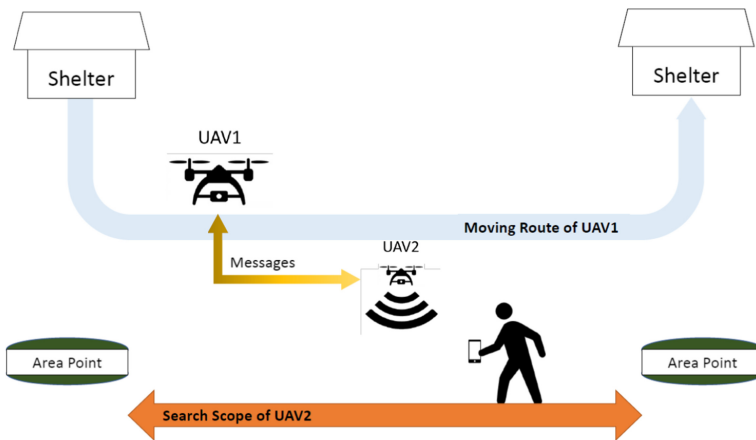 Shelter
Shelter
UAV1
Moving Route of UAV1
UAV2
Messages
Area Point
Area Point
Search Scope of UAV2